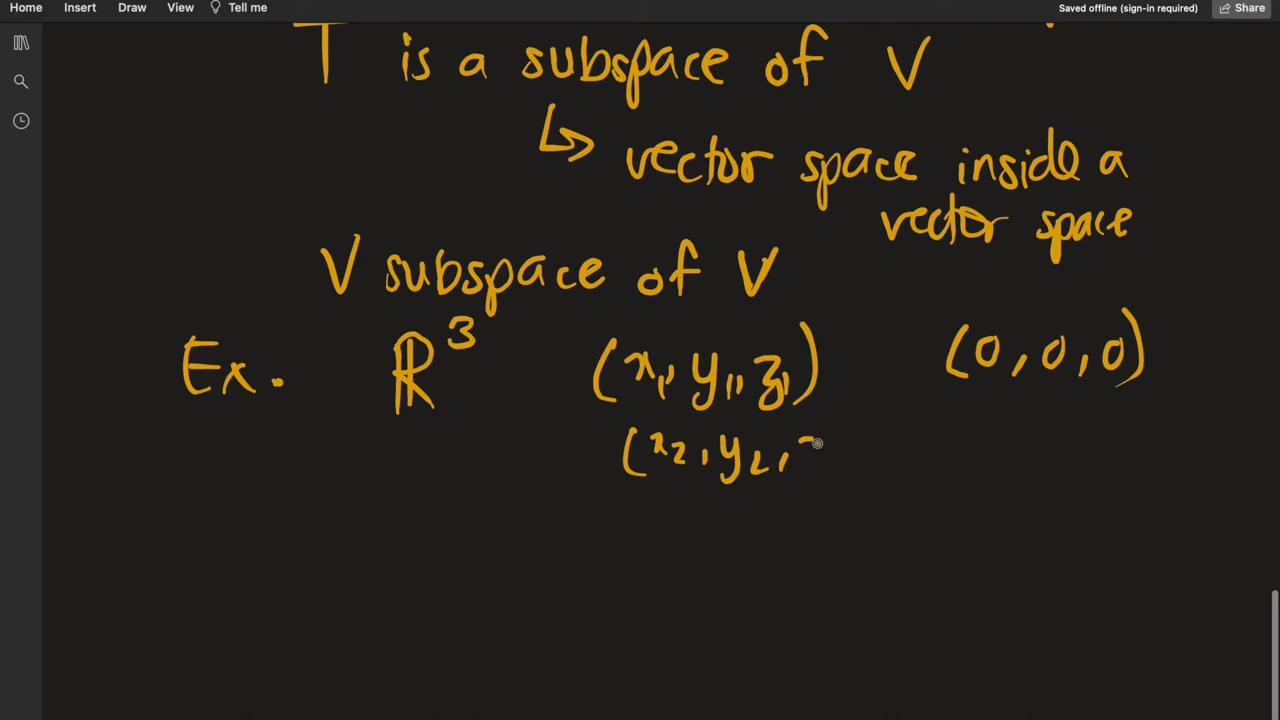 Home Insert Draw View Tell me Saved offline (sign-in required) Share
T is a subspace of V
↳ vector space inside a
vector space
V subspace of V
Ex. ℝ³ (x₁, y₁, z₁) (0, 0, 0)
(x₂, y₂,